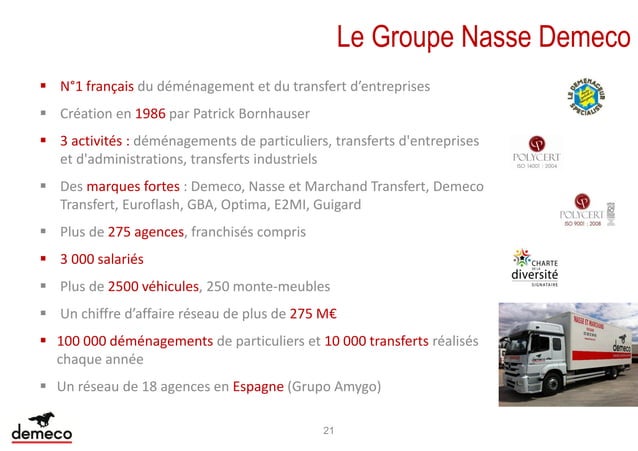 Le Groupe Nasse Demeco
N°1 français du déménagement et du transfert d'entreprises
Création en 1986 par Patrick Bornhauser
3 activités : déménagements de particuliers, transferts d'entreprises
et d'administrations, transferts industriels
Des marques fortes : Demeco, Nasse et Marchand Transfert, Demeco
Transfert, Euroflash, GBA, Optima, E2MI, Guigard
Plus de 275 agences, franchisés compris
3 000 salariés
Plus de 2500 véhicules, 250 monte-meubles
Un chiffre d'affaire réseau de plus de 275 M€
100 000 déménagements de particuliers et 10 000 transferts réalisés
chaque année
Un réseau de 18 agences en Espagne (Grupo Amygo)
LE DEMENAGEUR
SPECIALISE
POLYCERT
ISO 14001 : 2004
POLYCERT
ISO 9001 : 2008
CHARTE
DE LA
diversité
SIGNATAIRE
NASSE ET MARCHAND
demeco
demeco
21